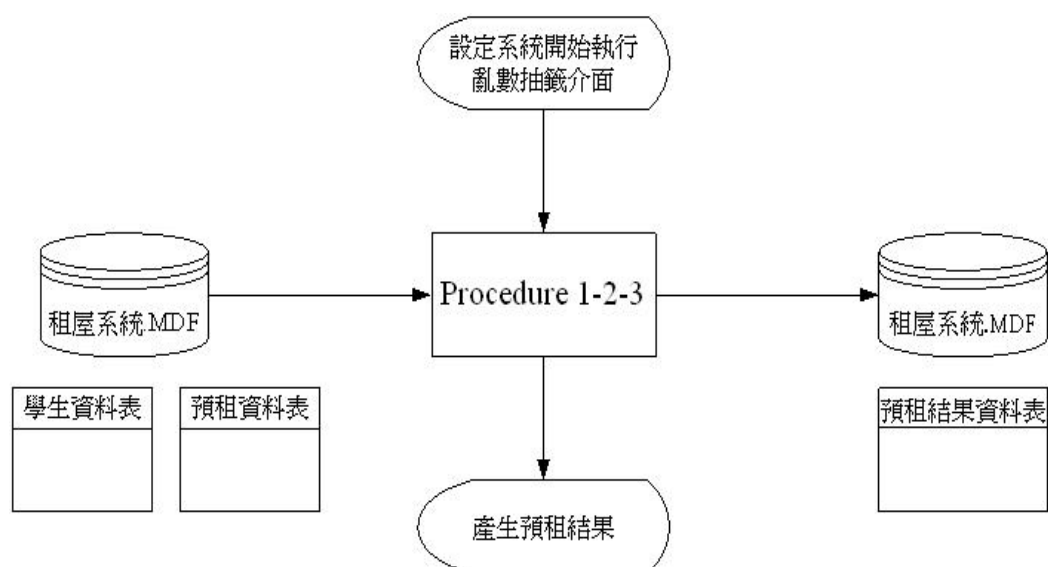 設定系統開始執行
亂數抽籤介面
租屋系統.MDF
Procedure 1-2-3
租屋系統.MDF
學生資料表
預租資料表
預租結果資料表
產生預租結果